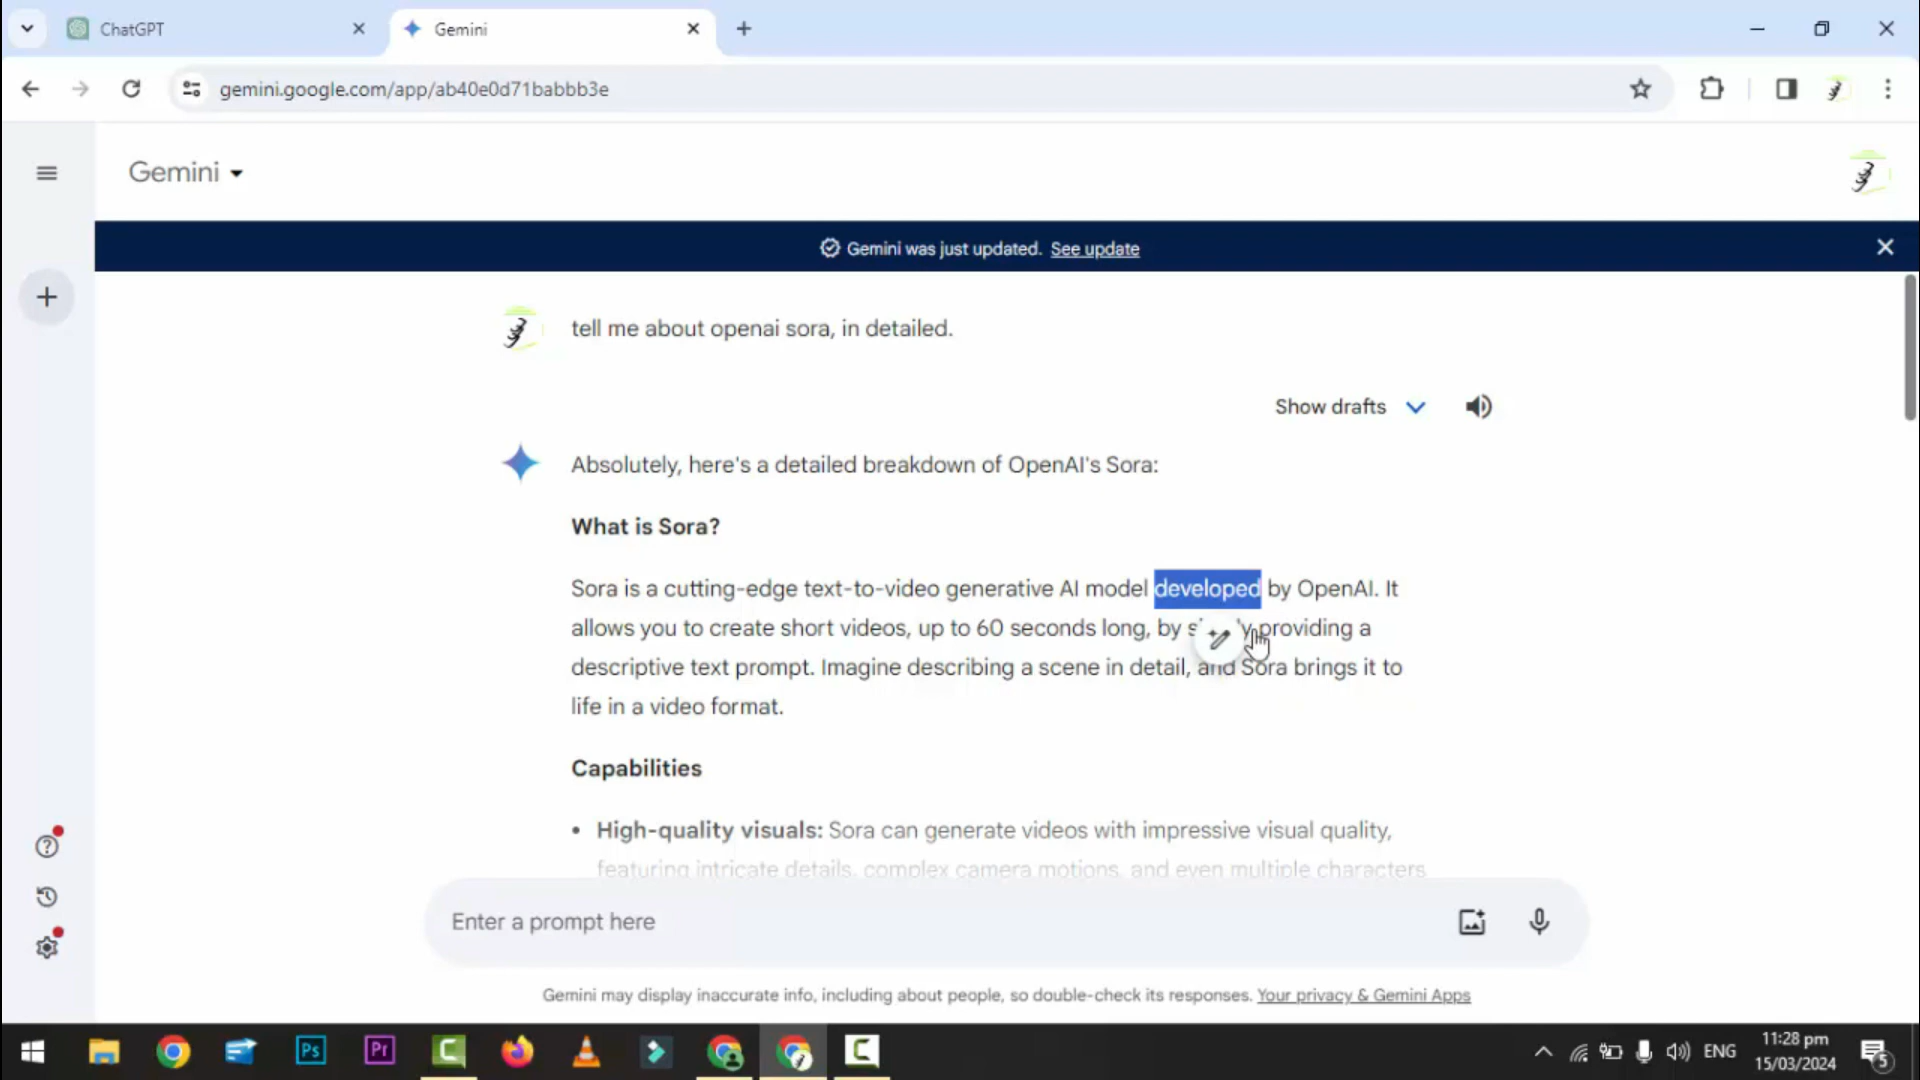 ChatGPT
Gemini
gemini.google.com/app/ab40e0d71babbb3e
Gemini
Gemini was just updated. See update
tell me about openai sora, in detailed.
Show drafts
Absolutely, here's a detailed breakdown of OpenAI's Sora:
What is Sora?
Sora is a cutting-edge text-to-video generative AI model developed by OpenAI. It
allows you to create short videos, up to 60 seconds long, by providing a
descriptive text prompt. Imagine describing a scene in detail, and Sora brings it to
life in a video format.
Capabilities
• High-quality visuals: Sora can generate videos with impressive visual quality,
featuring intricate details, complex camera motions, and even multiple characters
Enter a prompt here
Gemini may display inaccurate info, including about people, so double-check its responses. Your privacy & Gemini Apps
Ps
Pr
ENG
11:28 pm
15/03/2024
5